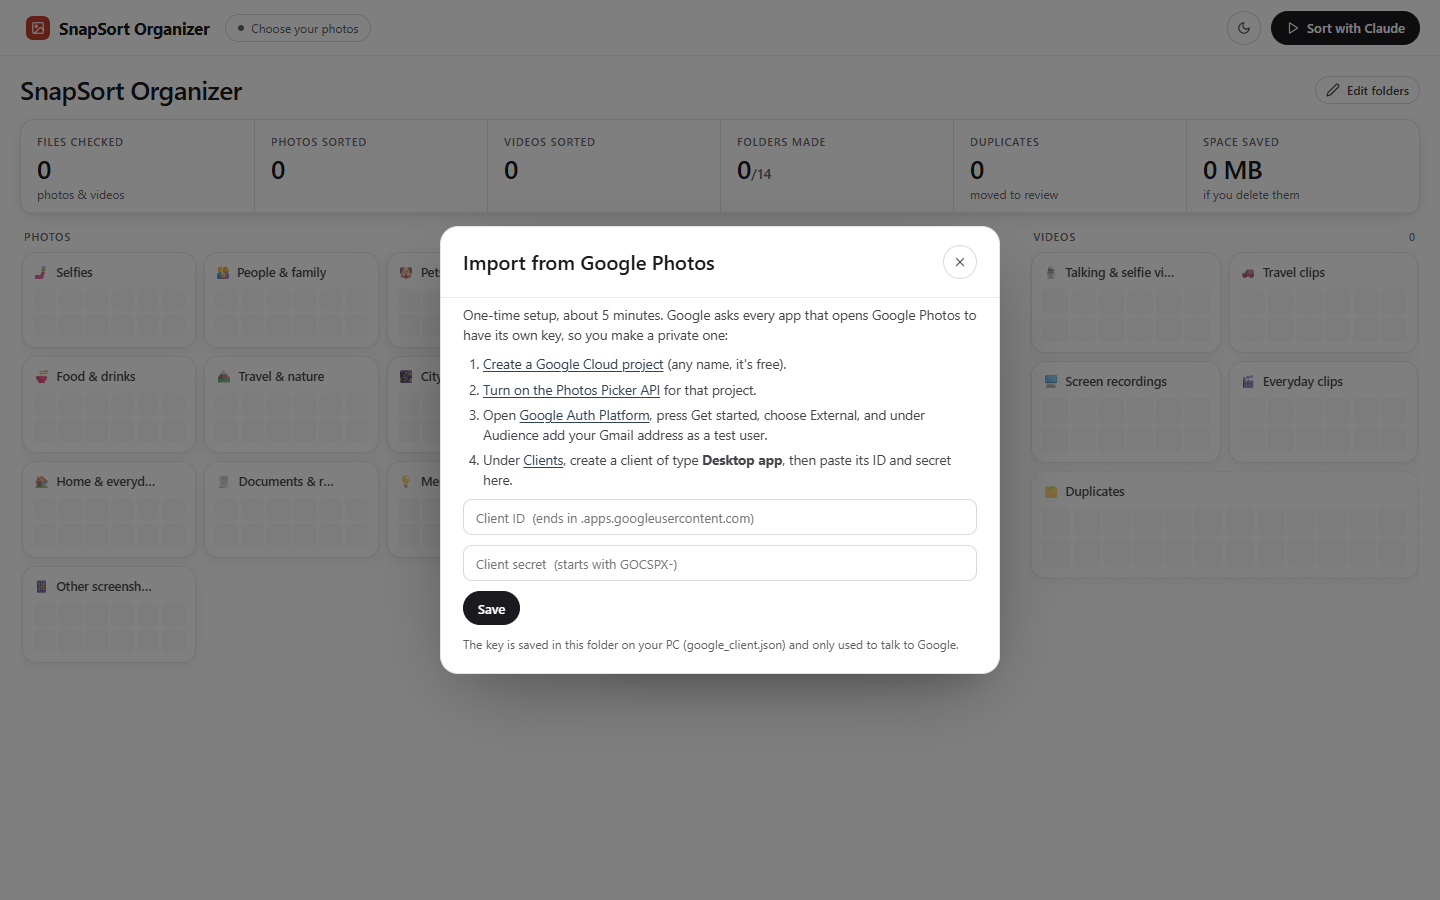 SnapSort Organizer
Choose your photos
Sort with Claude
SnapSort Organizer
Edit folders
FILES CHECKED
0
photos & videos
PHOTOS SORTED
0
VIDEOS SORTED
0
FOLDERS MADE
0/14
DUPLICATES
0
moved to review
SPACE SAVED
0 MB
if you delete them
PHOTOS
Selfies
People & family
Pet
Food & drinks
Travel & nature
City
Home & everyd...
Documents & r...
Me
Other screensh...
VIDEOS
0
Talking & selfie vi...
Travel clips
Screen recordings
Everyday clips
Duplicates
Import from Google Photos
One-time setup, about 5 minutes. Google asks every app that opens Google Photos to
have its own key, so you make a private one:
1. Create a Google Cloud project (any name, it's free).
2. Turn on the Photos Picker API for that project.
3. Open Google Auth Platform, press Get started, choose External, and under
Audience add your Gmail address as a test user.
4. Under Clients, create a client of type Desktop app, then paste its ID and secret
here.
Client ID (ends in .apps.googleusercontent.com)
Client secret (starts with GOCSPX-)
Save
The key is saved in this folder on your PC (google_client.json) and only used to talk to Google.